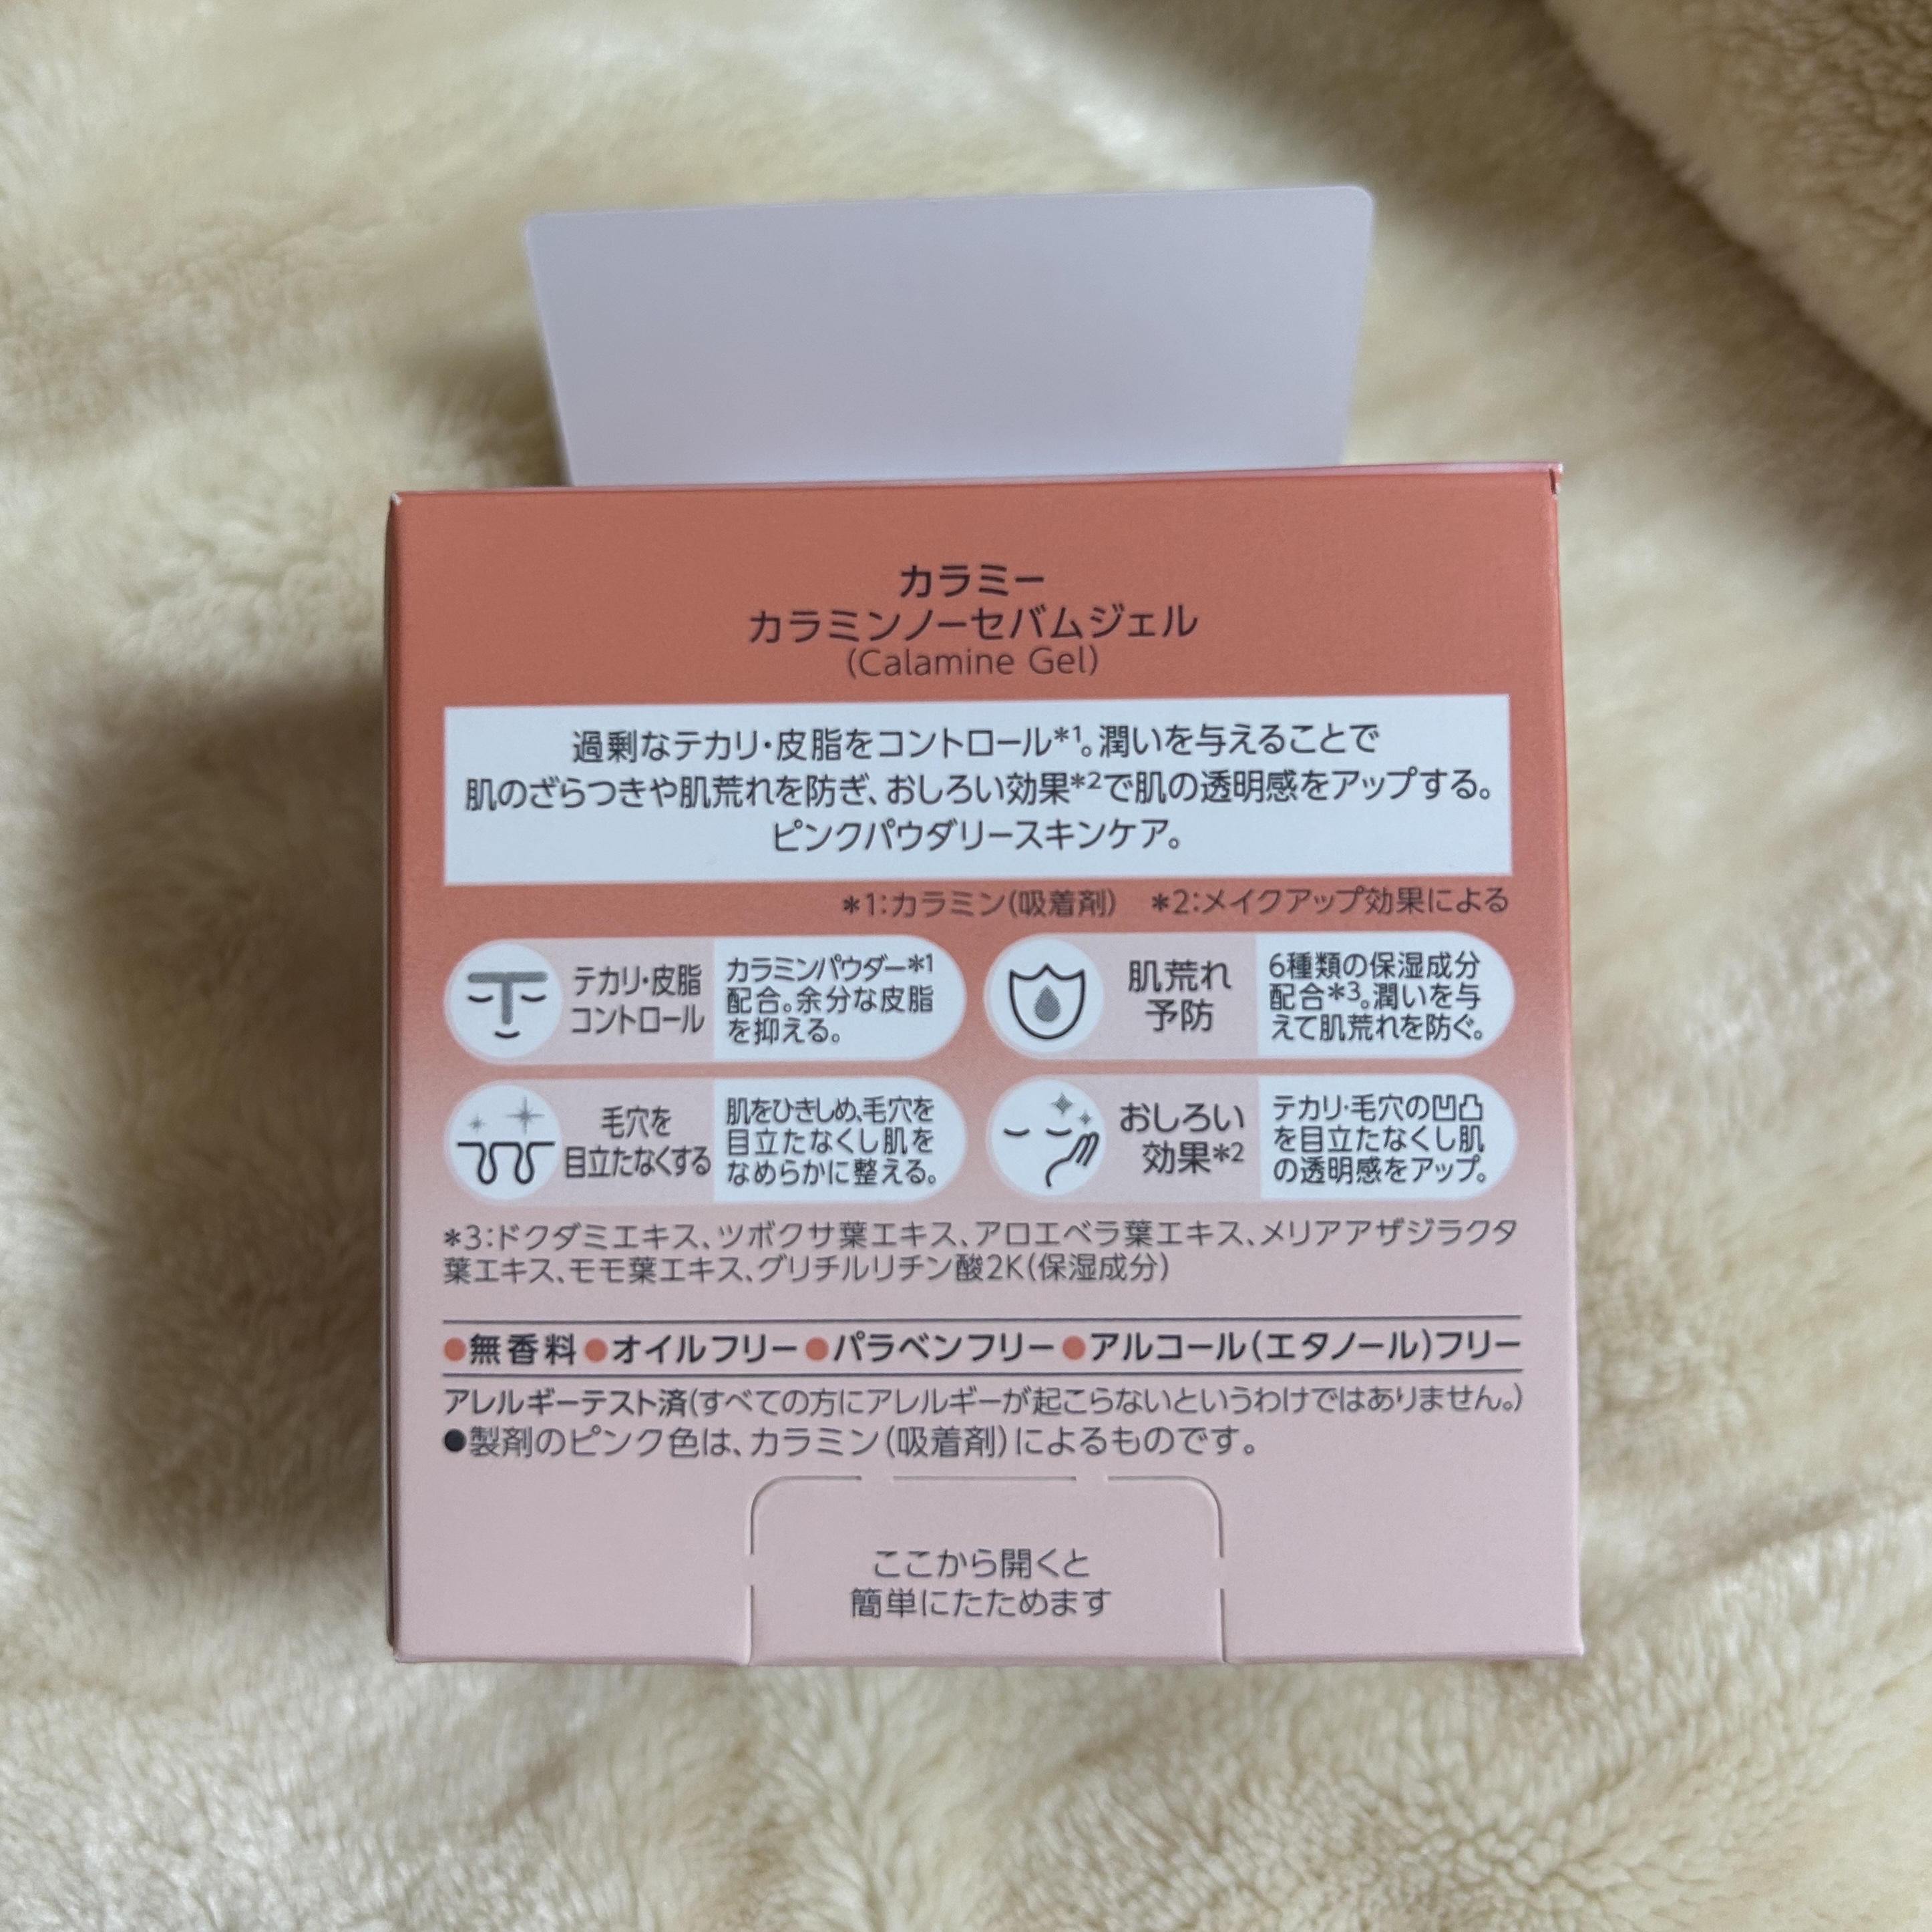 カラミー
カラミンノーセバムジェル
(Calamine Gel)
過剰なテカリ・皮脂をコントロール*1。潤いを与えることで
肌のざらつきや肌荒れを防ぎ、おしろい効果*2で肌の透明感をアップする。
ピンクパウダリースキンケア。
*1:カラミン(吸着剤) *2:メイクアップ効果による
テカリ・皮脂
コントロール
カラミンパウダー*1
配合。余分な皮脂
を抑える。
肌荒れ
予防
6種類の保湿成分
配合*3。潤いを与
えて肌荒れを防ぐ。
毛穴を
目立たなくする
肌をひきしめ、毛穴を
目立たなくし肌を
なめらかに整える。
おしろい
効果*2
テカリ・毛穴の凹凸
を目立たなくし肌
の透明感をアップ。
*3:ドクダミエキス、ツボクサ葉エキス、アロエベラ葉エキス、メリアアザジラクタ
葉エキス、モモ葉エキス、グリチルリチン酸2K(保湿成分)
●無香料●オイルフリー●パラベンフリー●アルコール(エタノール)フリー
アレルギーテスト済(すべての方にアレルギーが起こらないというわけではありません。)
●製剤のピンク色は、カラミン(吸着剤)によるものです。
ここから開くと
簡単にたためます